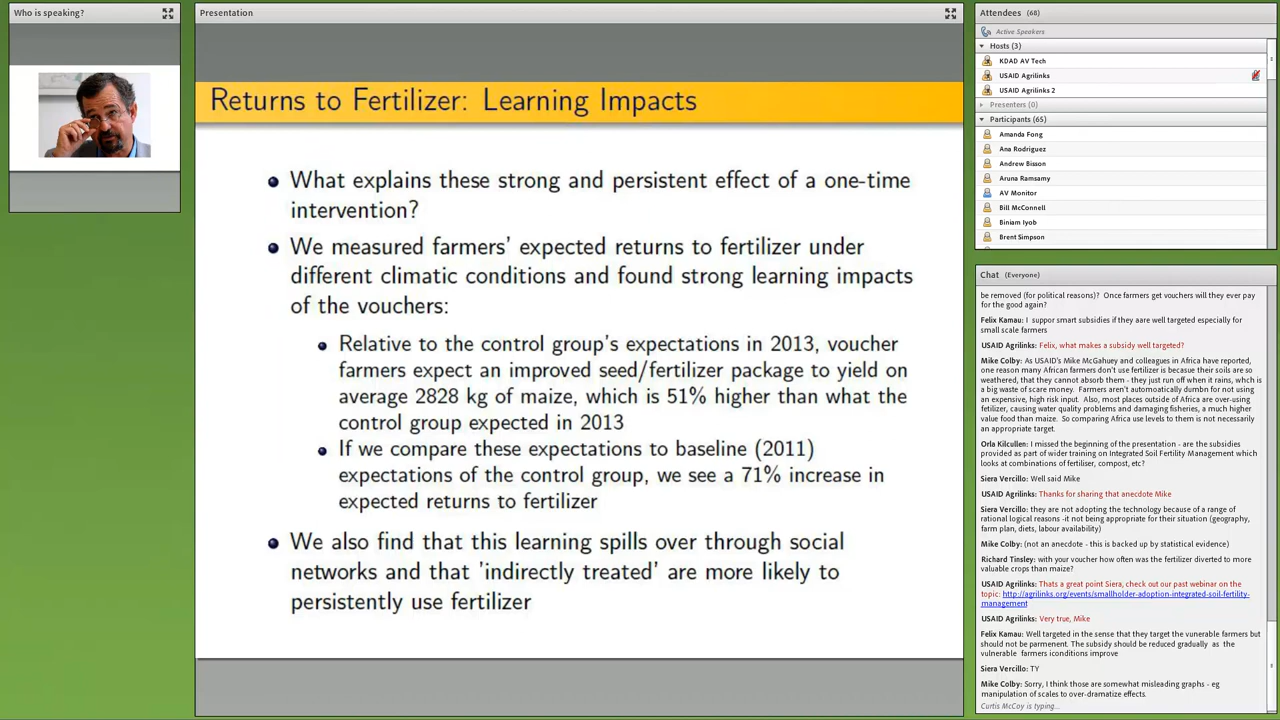 Who is speaking?
Presentation
Returns to Fertilizer: Learning Impacts
What explains these strong and persistent effect of a one-time
intervention?
We measured farmers' expected returns to fertilizer under
different climatic conditions and found strong learning impacts
of the vouchers:
Relative to the control group's expectations in 2013, voucher
farmers expect an improved seed/fertilizer package to yield on
average 2828 kg of maize, which is 51% higher than what the
control group expected in 2013
If we compare these expectations to baseline (2011)
expectations of the control group, we see a 71% increase in
expected returns to fertilizer
We also find that this learning spills over through social
networks and that 'indirectly treated' are more likely to
persistently use fertilizer
Attendees (68)
Active Speakers
Hosts (3)
KDAD AV Tech
USAID Agrilinks
USAID Agrilinks 2
Presenters (0)
Participants (65)
Amanda Fong
Ana Rodriguez
Andrew Bisson
Aruna Ramsamy
AV Monitor
Bill McConnell
Biniam Iyob
Brent Simpson
Chat (Everyone)
be removed (for political reasons)? Once farmers get vouchers will they ever pay
for the good again?
Felix Kamau: I suppor smart subsidies if they aare well targeted especially for
small scale farmers
USAID Agrilinks: Felix, what makes a subsidy well targeted?
Mike Colby: As USAID's Mike McGahuey and colleagues in Africa have reported,
one reason many African farmers don't use fertilizer is because their soils are so
weathered, that they cannot absorb them - they just run off when it rains, which is
a big waste of scare money. Farmers aren't automatically dumbn for not using
an expensive, high risk input. Also, most places outside of Africa are over-using
fetilizer, causing water quality problems and damaging fisheries, a much higher
value food than maize. So comparing Africa use levels to them is not necessarily
an appropriate target.
Orla Kilcullen: I missed the beginning of the presentation - are the subsidies
provided as part of wider training on Integrated Soil Fertility Management which
looks at combinations of fertiliser, compost, etc?
Siera Vercillo: Well said Mike
USAID Agrilinks: Thanks for sharing that anecdote Mike
Siera Vercillo: they are not adopting the technology because of a range of
rational logical reasons -it not being appropriate for their situation (geography,
farm plan, diets, labour availability)
Mike Colby: (not an anecdote - this is backed up by statistical evidence)
Richard Tinsley: with your voucher how often was the fertilizer diverted to more
valuable crops than maize?
USAID Agrilinks: Thats a great point Siera, check out our past webinar on the
topic: http://agrilinks.org/events/smallholder-adoption-integrated-soil-fertility-
management
USAID Agrilinks: Very true, Mike
Felix Kamau: Well targeted in the sense that they target the vunerable farmers but
should not be parmenent. The subsidy should be reduced gradually as the
vulnerable farmers iconditions improve
Siera Vercillo: TY
Mike Colby: Sorry, I think those are somewhat misleading graphs - eg
manipulation of scales to over-dramatize effects.
Curtis McCoy is typing...